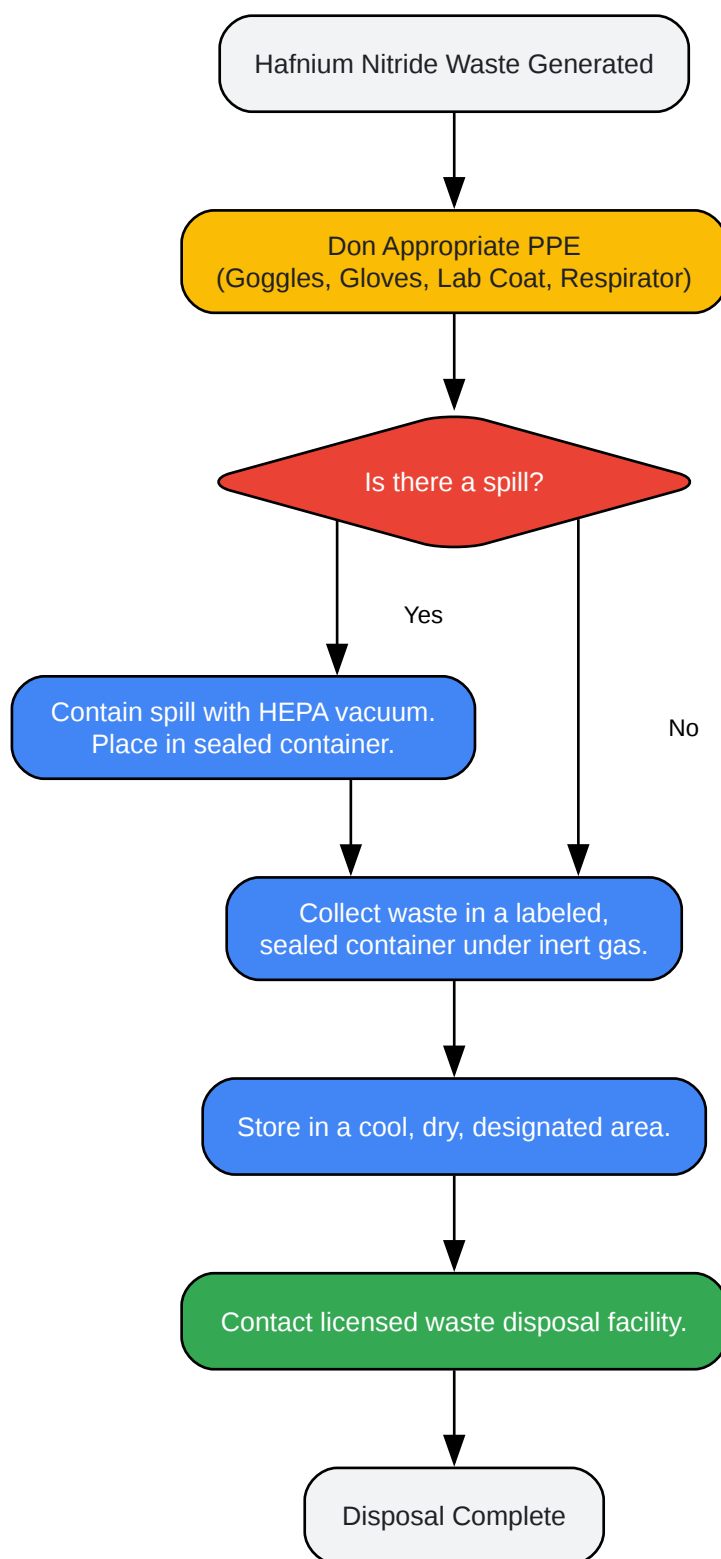 Hafnium Nitride Waste Generated
Don Appropriate PPE
(Goggles, Gloves, Lab Coat, Respirator)
Is there a spill?
Yes
Contain spill with HEPA vacuum.
Place in sealed container.
No
Collect waste in a labeled,
sealed container under inert gas.
Store in a cool, dry, designated area.
Contact licensed waste disposal facility.
Disposal Complete